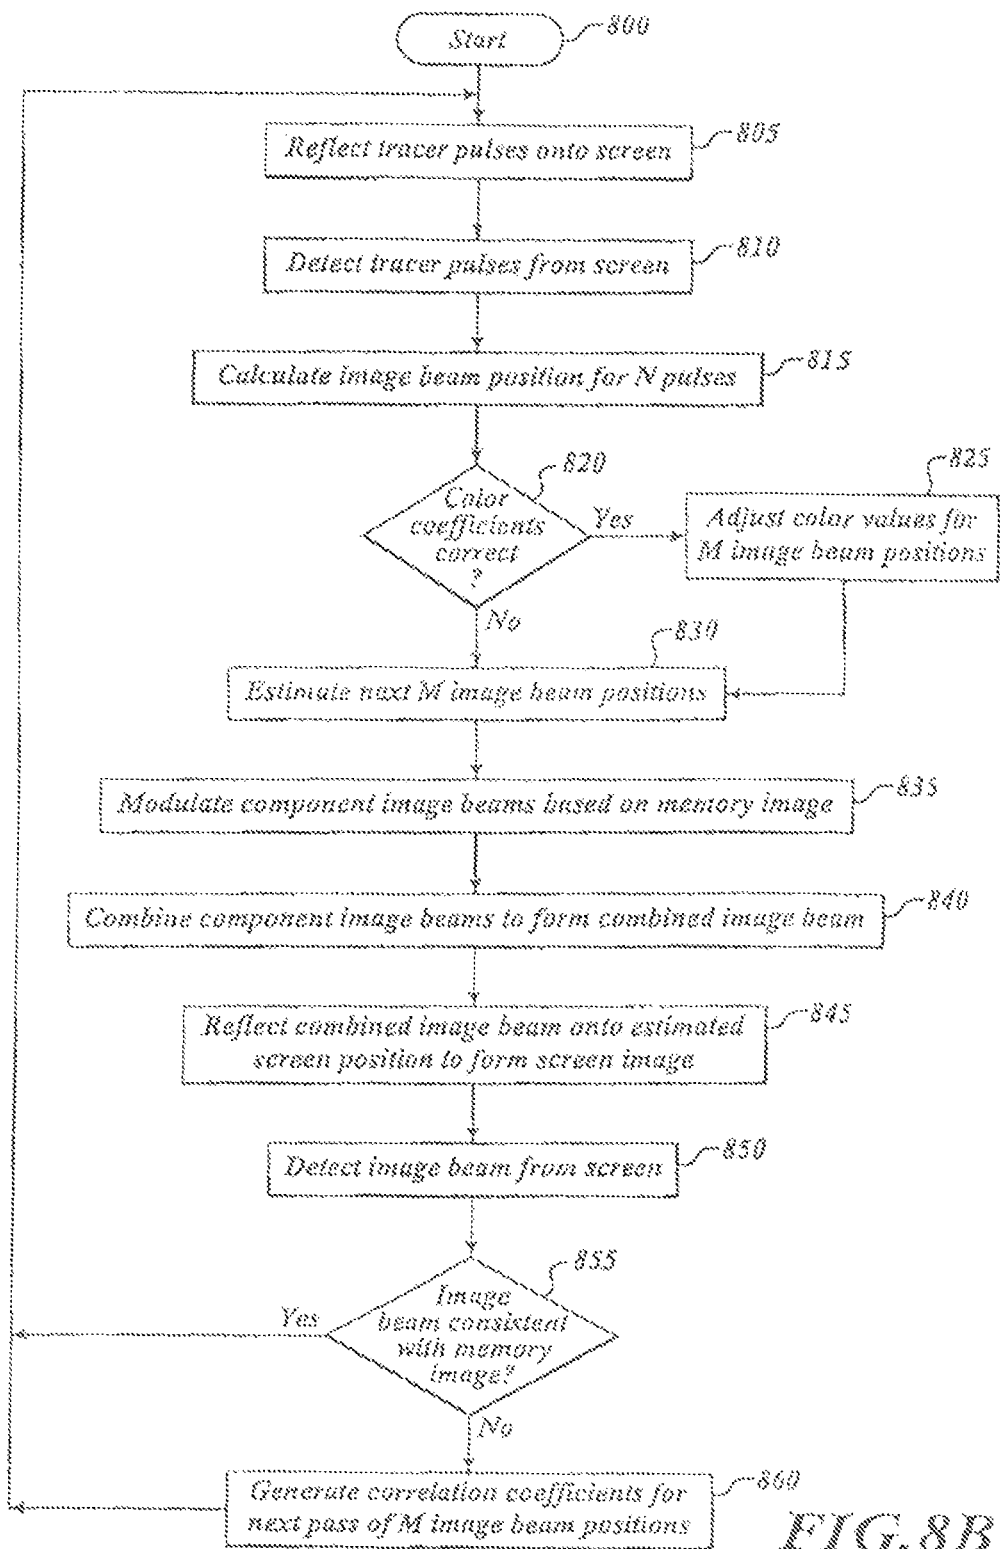 Start
800
Reflect tracer pulses onto screen
805
Detect tracer pulses from screen
810
Calculate image beam position for N pulses
815
Color
coefficients
correct
?
820
Yes
Adjust color values for
M image beam positions
825
No
Estimate next M image beam positions
830
Modulate component image beams based on memory image
835
Combine component image beams to form combined image beam
840
Reflect combined image beam onto estimated
screen position to form screen image
845
Detect image beam from screen
850
Image
beam consistent
with memory
image?
855
Yes
No
Generate correlation coefficients for
next pass of M image beam positions
860
FIG.8B